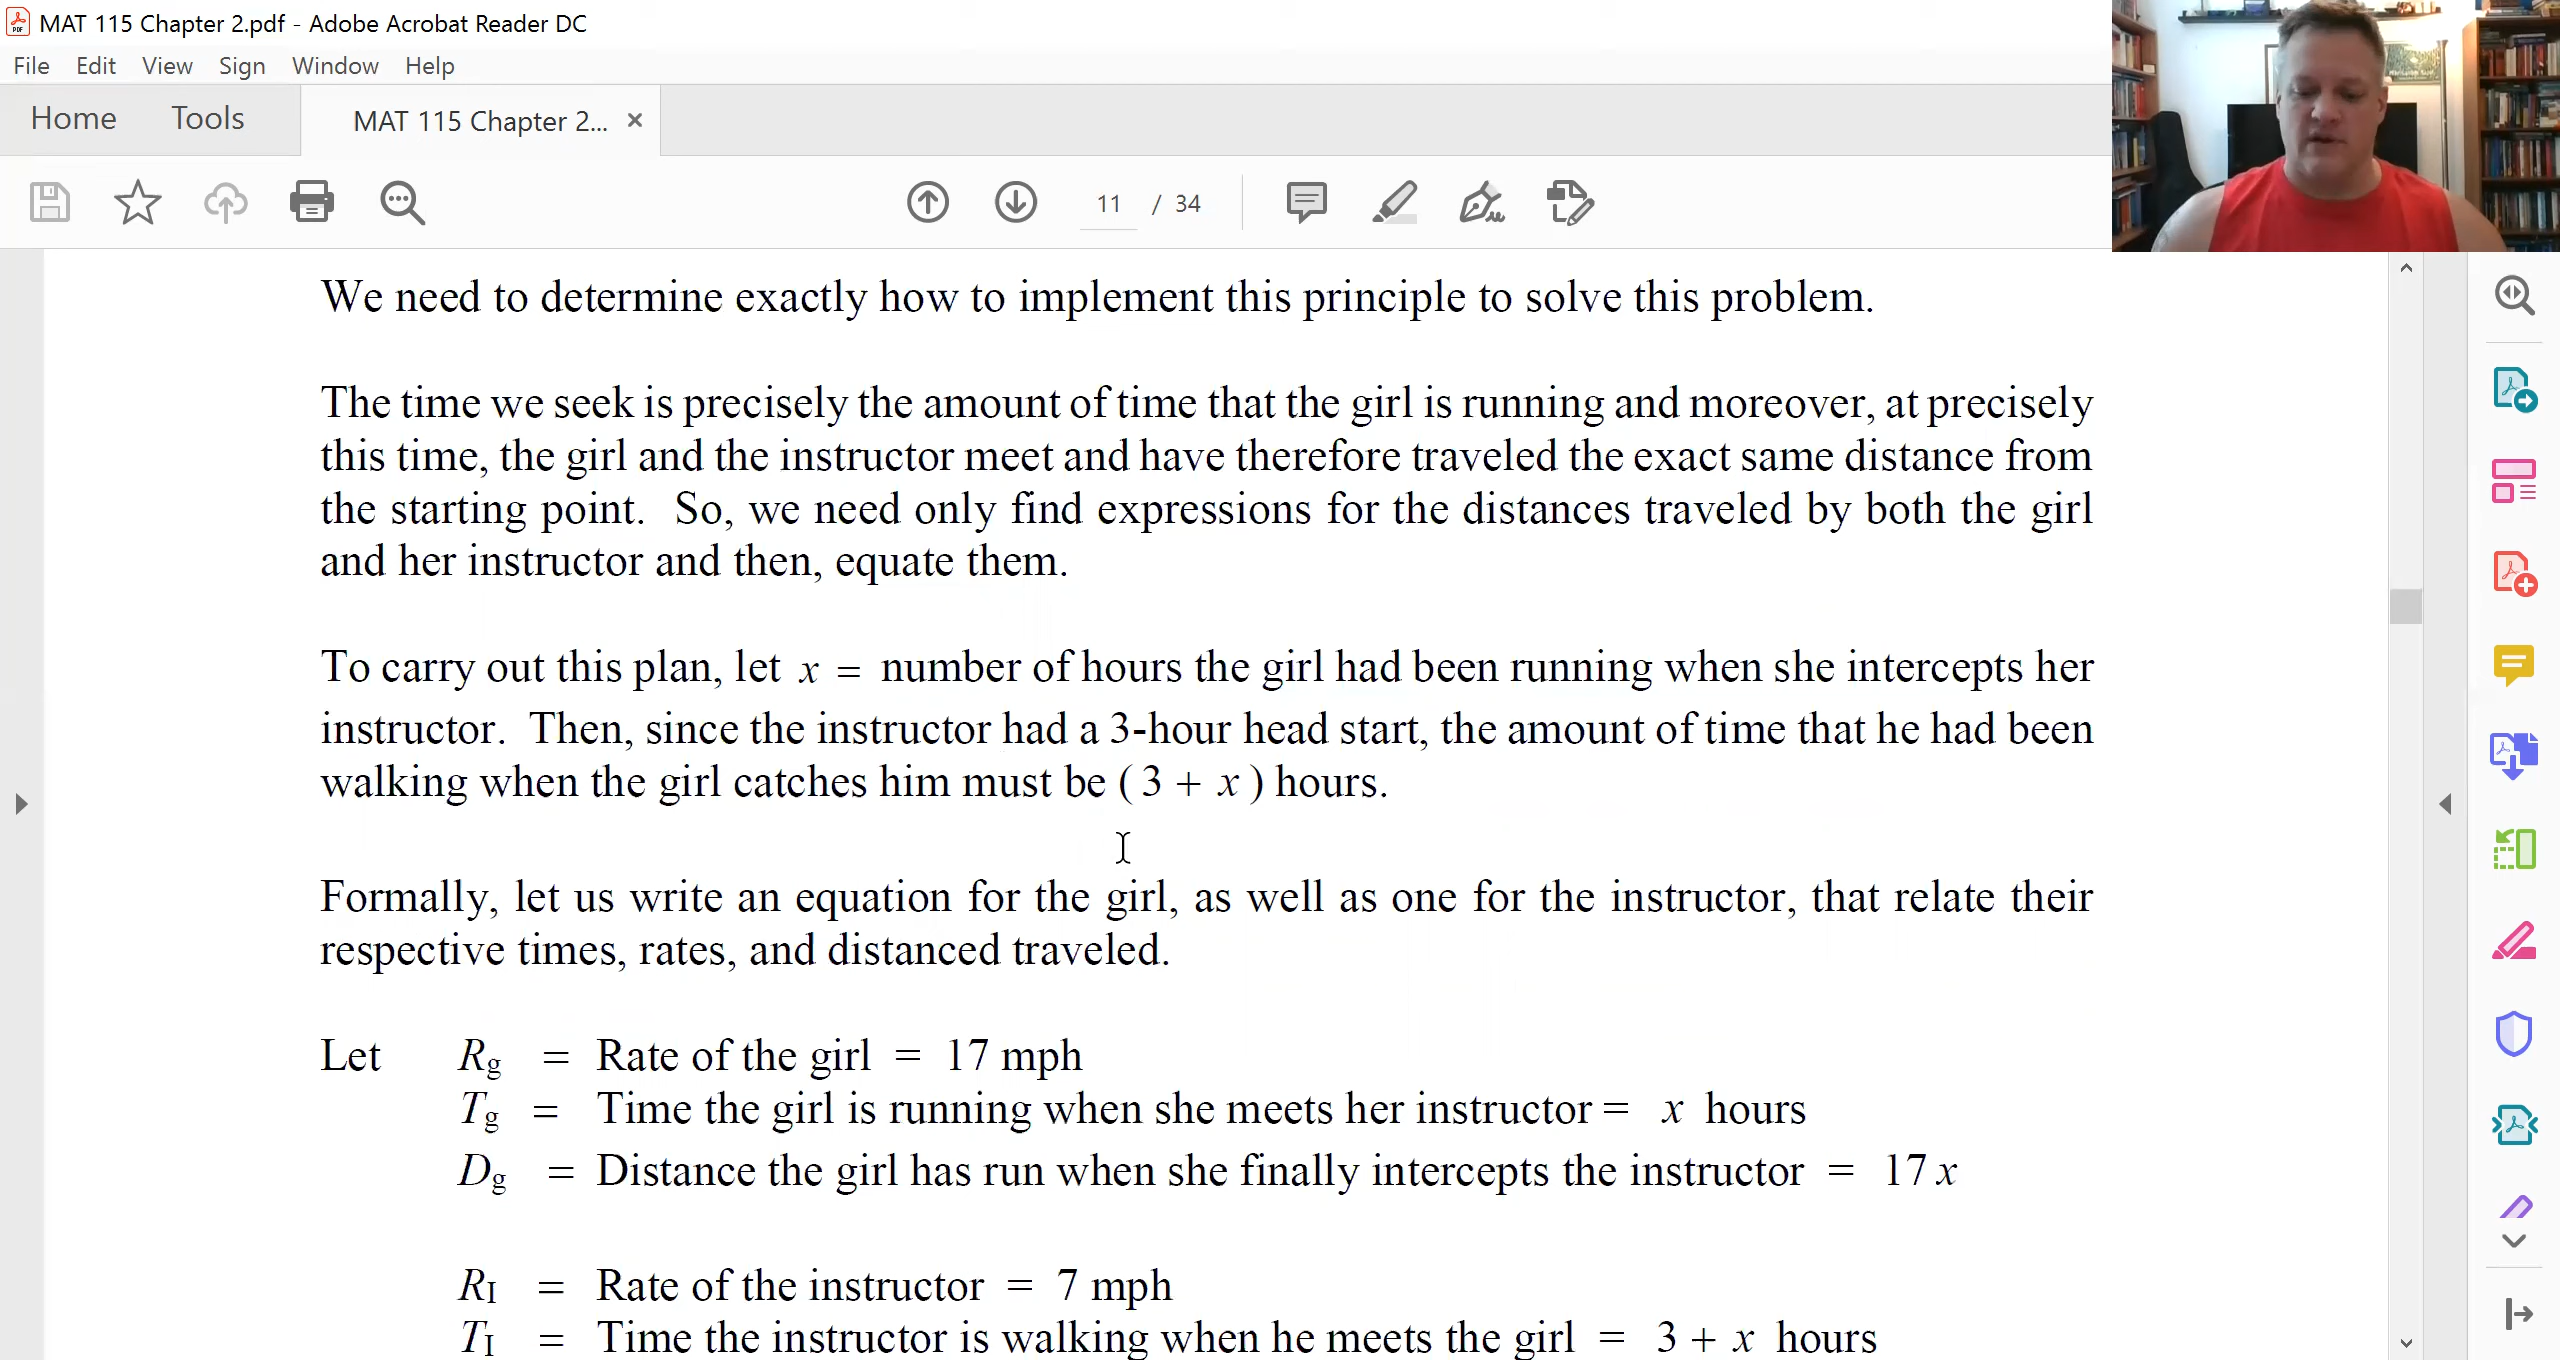 MAT 115 Chapter 2.pdf - Adobe Acrobat Reader DC
File Edit View Sign Window Help
Home Tools MAT 115 Chapter 2... ×
11 / 34
We need to determine exactly how to implement this principle to solve this problem.
The time we seek is precisely the amount of time that the girl is running and moreover, at precisely
this time, the girl and the instructor meet and have therefore traveled the exact same distance from
the starting point. So, we need only find expressions for the distances traveled by both the girl
and her instructor and then, equate them.
To carry out this plan, let x = number of hours the girl had been running when she intercepts her
instructor. Then, since the instructor had a 3-hour head start, the amount of time that he had been
walking when the girl catches him must be ( 3 + x ) hours.
Formally, let us write an equation for the girl, as well as one for the instructor, that relate their
respective times, rates, and distanced traveled.
Let R_g = Rate of the girl = 17 mph
T_g = Time the girl is running when she meets her instructor = x hours
D_g = Distance the girl has run when she finally intercepts the instructor = 17 x
R_I = Rate of the instructor = 7 mph
T_I = Time the instructor is walking when he meets the girl = 3 + x hours